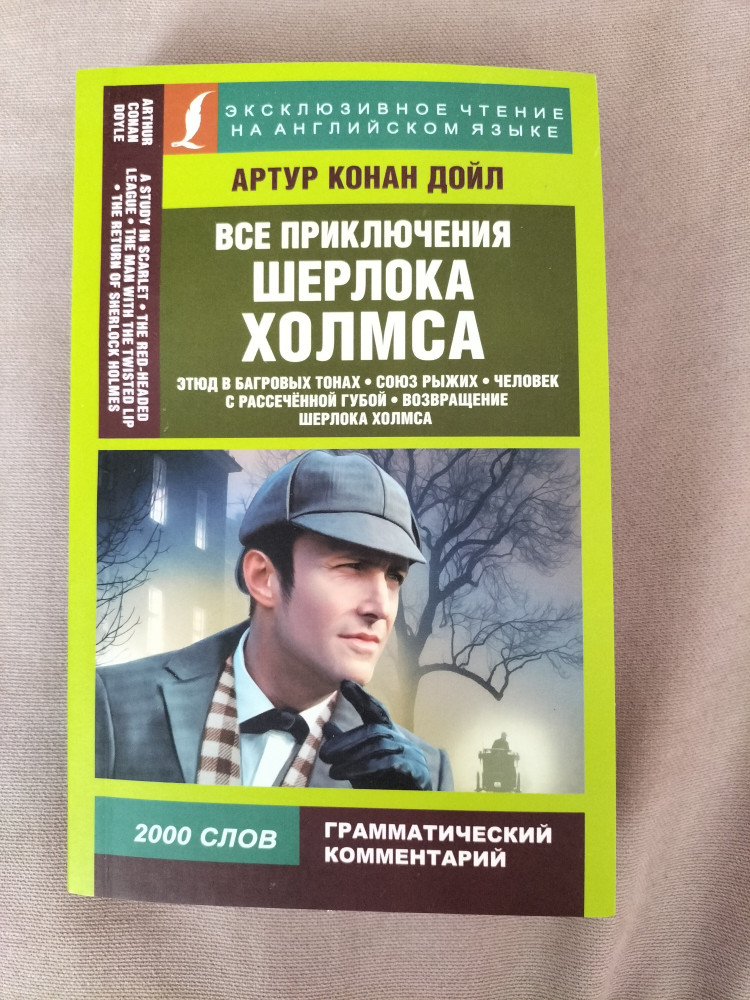 ЭКСКЛЮЗИВНОЕ ЧТЕНИЕ
НА АНГЛИЙСКОМ ЯЗЫКЕ
ARTHUR
CONAN
DOYLE
A STUDY IN SCARLET • THE RED-HEADED
LEAGUE • THE MAN WITH THE TWISTED LIP
• THE RETURN OF SHERLOCK HOLMES
АРТУР КОНАН ДОЙЛ
ВСЕ ПРИКЛЮЧЕНИЯ
ШЕРЛОКА
ХОЛМСА
ЭТЮД В БАГРОВЫХ ТОНАХ • СОЮЗ РЫЖИХ • ЧЕЛОВЕК
С РАССЕЧЁННОЙ ГУБОЙ • ВОЗВРАЩЕНИЕ
ШЕРЛОКА ХОЛМСА
2000 СЛОВ
ГРАММАТИЧЕСКИЙ
КОММЕНТАРИЙ